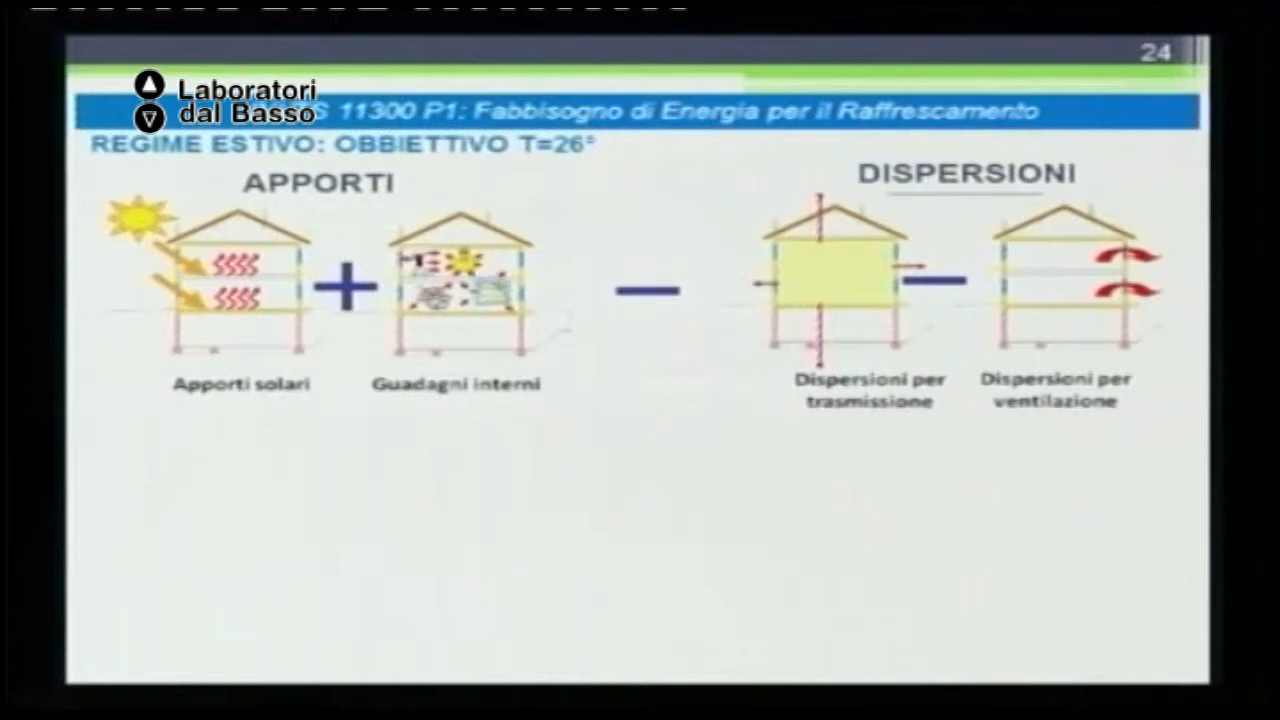 24
Laboratori
dal Basso
S 11300 P1: Fabbisogno di Energia per il Raffrescamento
REGIME ESTIVO: OBBIETTIVO T=26°
APPORTI
DISPERSIONI
Apporti solari
Guadagni interni
Dispersioni per
trasmissione
Dispersioni per
ventilazione